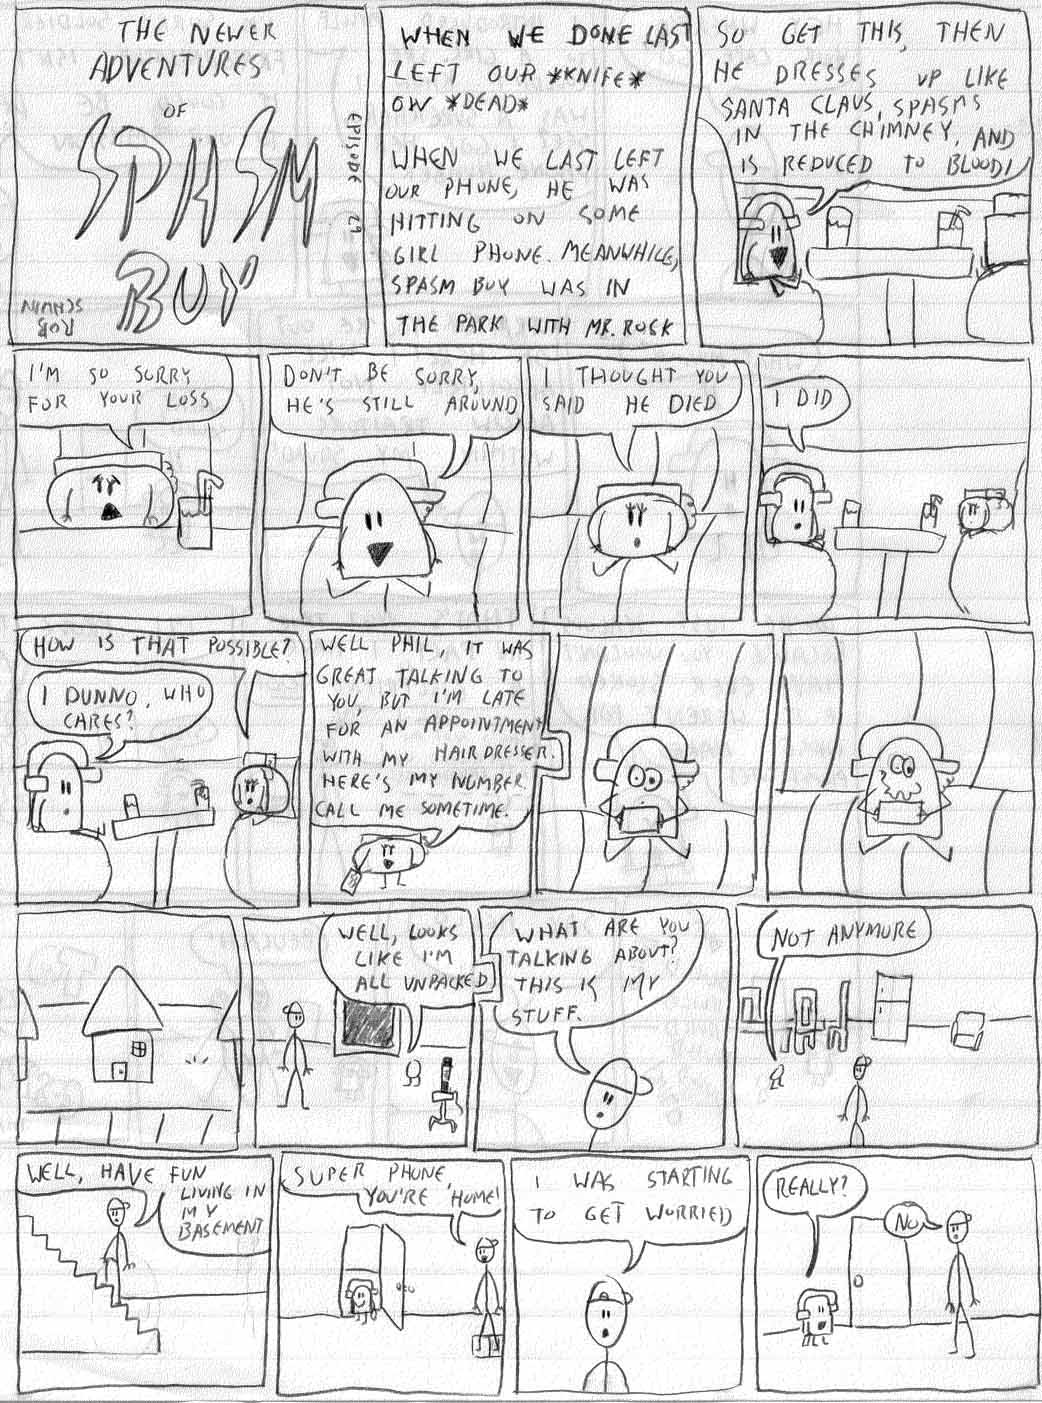 THE NEWER
ADVENTURES
OF
SPASM
BUY
EPISODE 29
ROB
SCHWIN
WHEN WE DONE LAST
LEFT OUR *KNIFE*
OW *DEAD*
WHEN WE LAST LEFT
OUR PHONE, HE WAS
HITTING ON SOME
GIRL PHONE. MEANWHILE,
SPASM BUY WAS IN
THE PARK WITH MR. ROSK
SO GET THIS, THEN
HE DRESSES UP LIKE
SANTA CLAUS, SPASMS
IN THE CHIMNEY, AND
IS REDUCED TO BLOOD!
I'M SO SORRY
FOR YOUR LOSS
DON'T BE SORRY,
HE'S STILL AROUND
I THOUGHT YOU
SAID HE DIED
I DID
HOW IS THAT POSSIBLE?
I DUNNO, WHO
CARES?
WELL PHIL, IT WAS
GREAT TALKING TO
YOU, BUT I'M LATE
FOR AN APPOINTMENT
WITH MY HAIRDRESSER.
HERE'S MY NUMBER.
CALL ME SOMETIME.
WELL, LOOKS
LIKE I'M
ALL UNPACKED
WHAT ARE YOU
TALKING ABOUT?
THIS IS MY
STUFF.
NOT ANYMORE
WELL, HAVE FUN
LIVING IN
MY
BASEMENT
SUPER PHONE,
YOU'RE HOME!
I WAS STARTING
TO GET WORRIED
REALLY?
NO